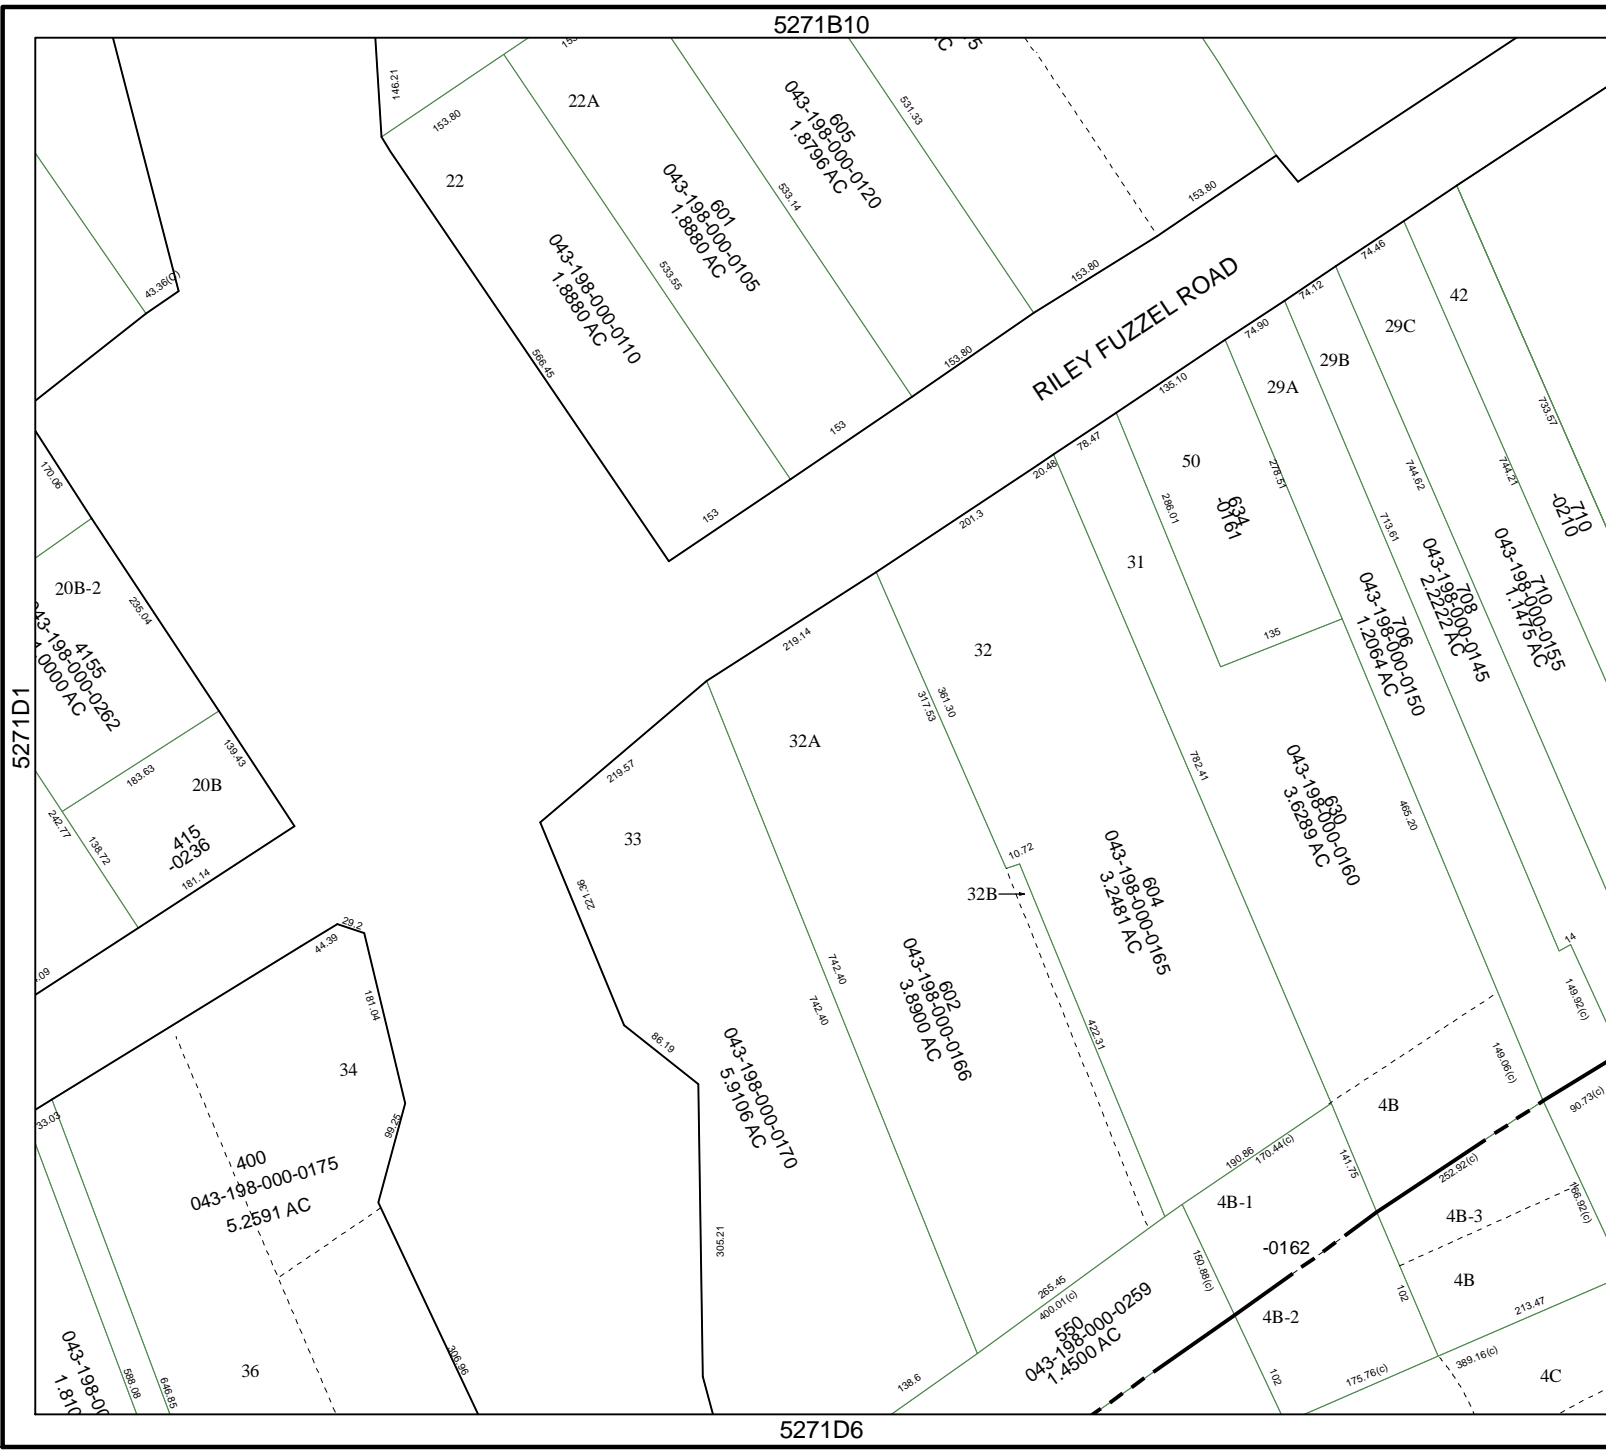 5271B10
146.21
153.80
22A
22
605
043-198-000-0120
1.8796 AC
531.33
533.14
601
043-198-000-0105
1.8880 AC
533.55
043-198-000-0110
1.8880 AC
566.45
153.80
153.80
153.80
153
153
43.36(C)
RILEY FUZZEL ROAD
74.46
74.12
74.90
135.10
78.47
20.48
201.3
219.14
219.57
42
29C
29B
29A
50
31
32
32A
33
733.57
744.21
744.62
713.61
278.51
286.01
634
-0161
710
-0210
710
043-198-000-0155
1.1475 AC
708
043-198-000-0145
2.2222 AC
706
043-198-000-0150
1.2064 AC
135
170.06
20B-2
235.04
4155
043-198-000-0262
1.0000 AC
5271D1
139.43
183.63
20B
242.77
138.72
415
-0236
181.14
361.30
317.53
782.41
465.20
630
043-198-000-0160
3.6289 AC
10.72
32B
604
043-198-000-0165
3.2481 AC
602
043-198-000-0166
3.8900 AC
742.40
742.40
422.31
221.36
86.19
043-198-000-0170
5.9106 AC
305.21
14
149.92(c)
149.06(c)
90.73(c)
29.2
44.39
181.04
34
99.25
33.03
400
043-198-000-0175
5.2591 AC
306.96
36
588.08
646.85
4B
190.86
170.44(c)
141.75
252.92(c)
166.92(c)
4B-1
4B-3
-0162
4B
150.88(c)
265.45
400.01(c)
550
043-198-000-0259
1.4500 AC
4B-2
102
102
213.47
389.16(c)
175.76(c)
138.6
4C
5271D6